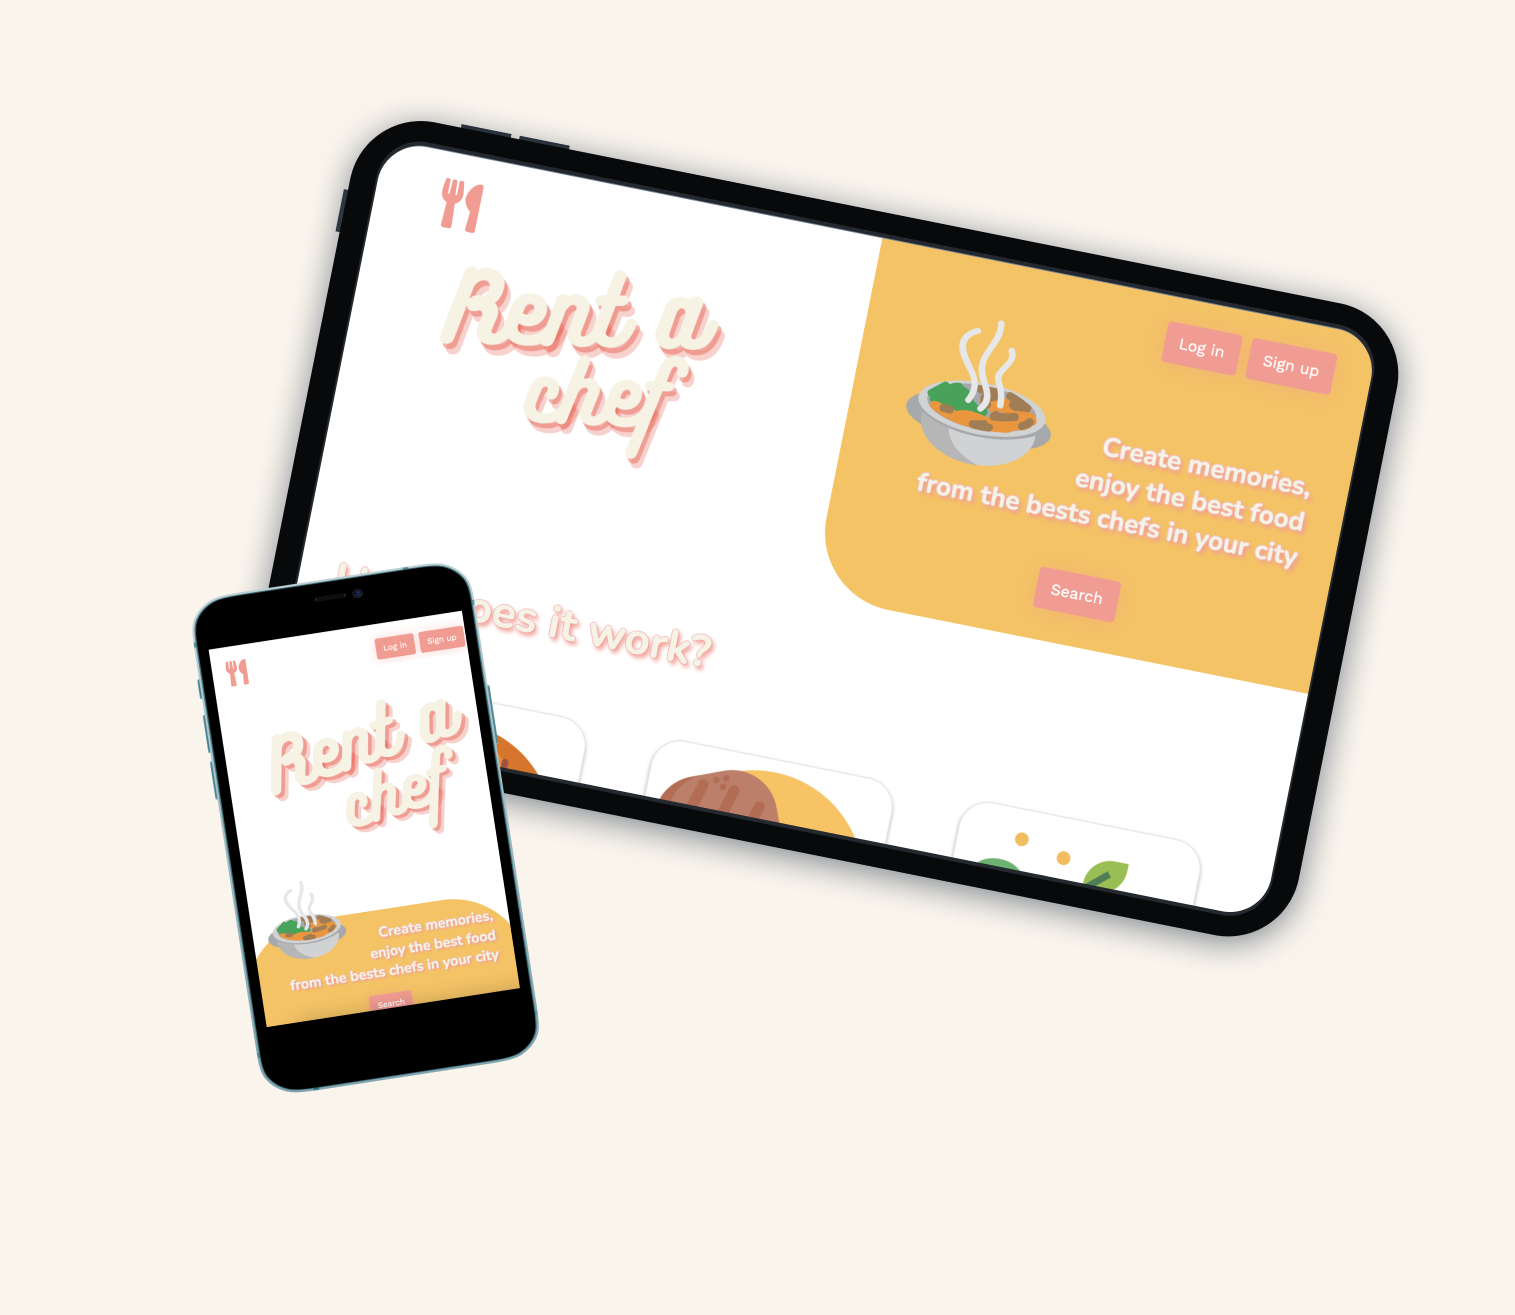 Rent a
chef
Log in
Sign up
Create memories,
enjoy the best food
from the bests chefs in your city
Search
it work?
Log in
Sign up
Rent a
chef
Create memories,
enjoy the best food
from the bests chefs in your city
Search